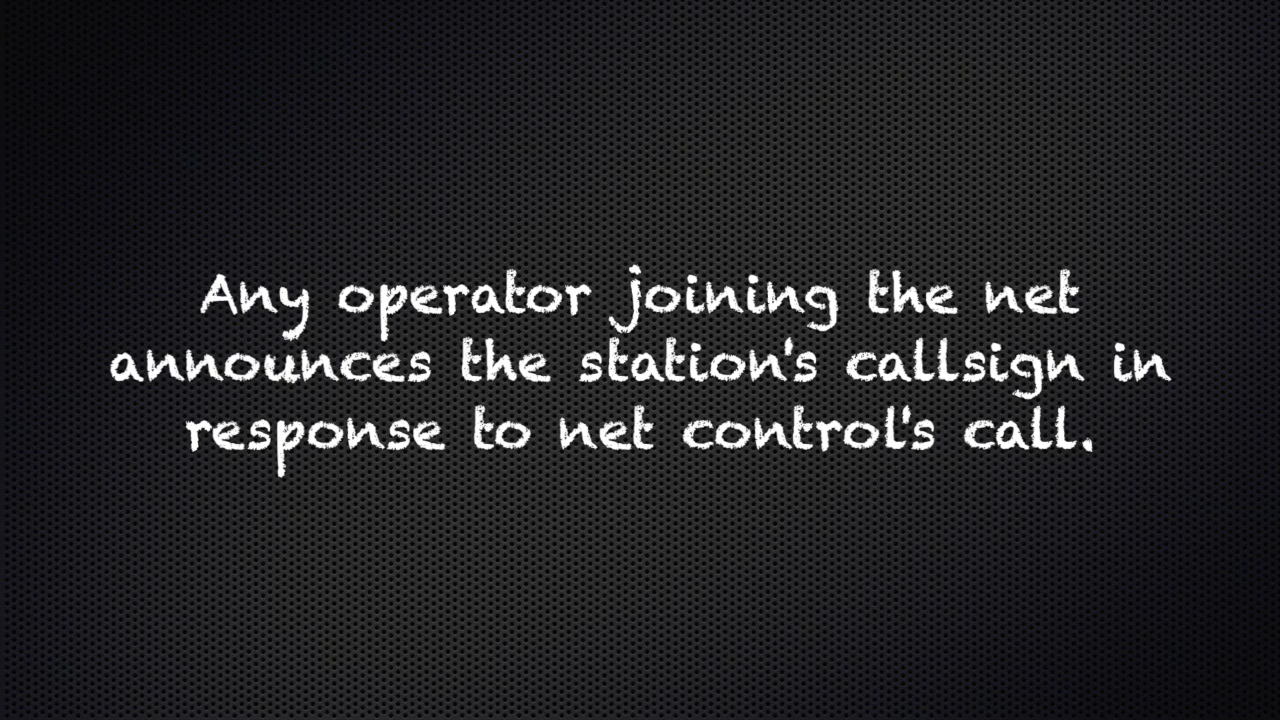 Any operator joining the net
announces the station's callsign in
response to net control's call.